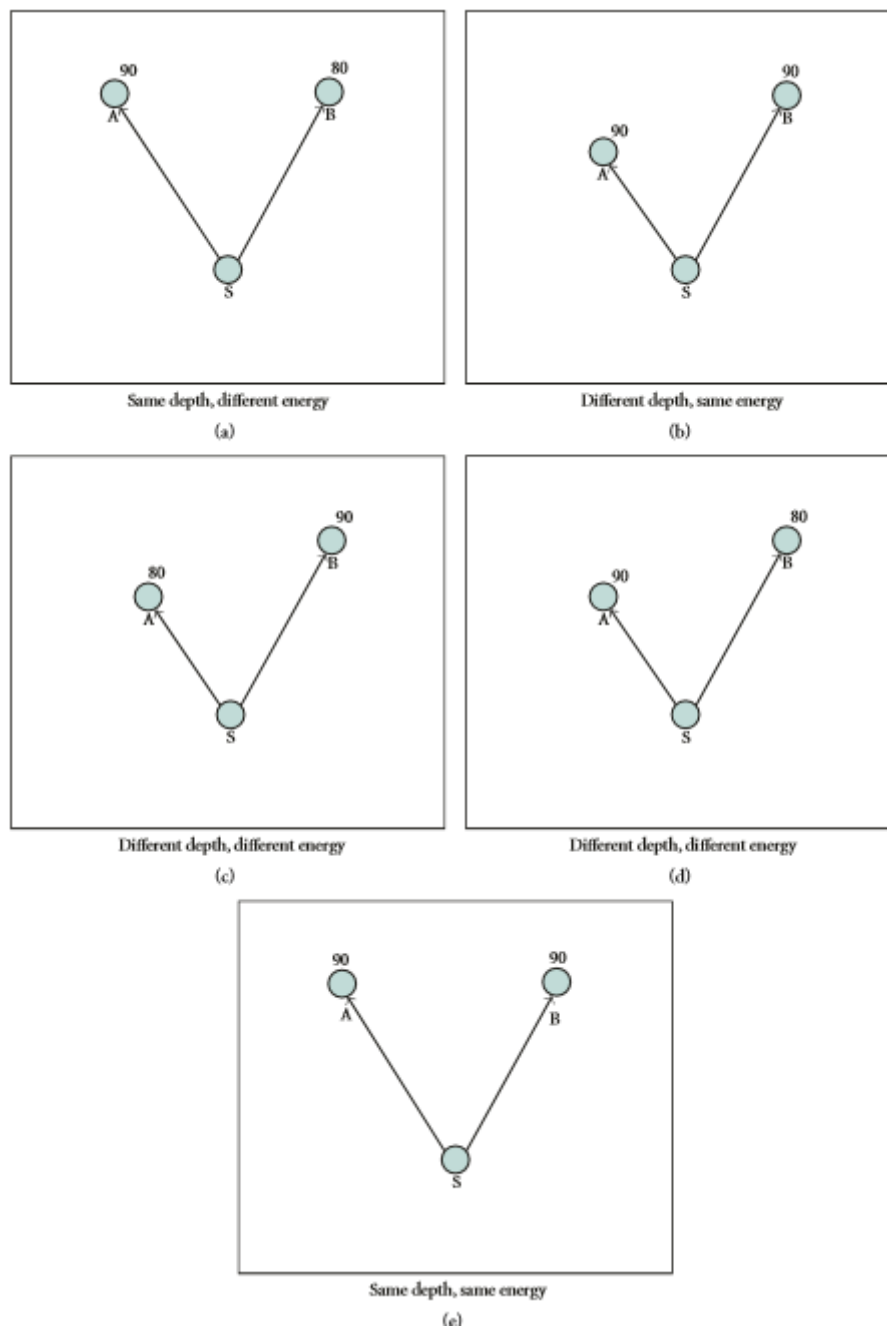 90
80
A
B
S
Same depth, different energy
(a)
90
90
A
B
S
Different depth, same energy
(b)
90
80
B
A
S
Different depth, different energy
(c)
80
90
B
A
S
Different depth, different energy
(d)
90
90
A
B
S
Same depth, same energy
(e)